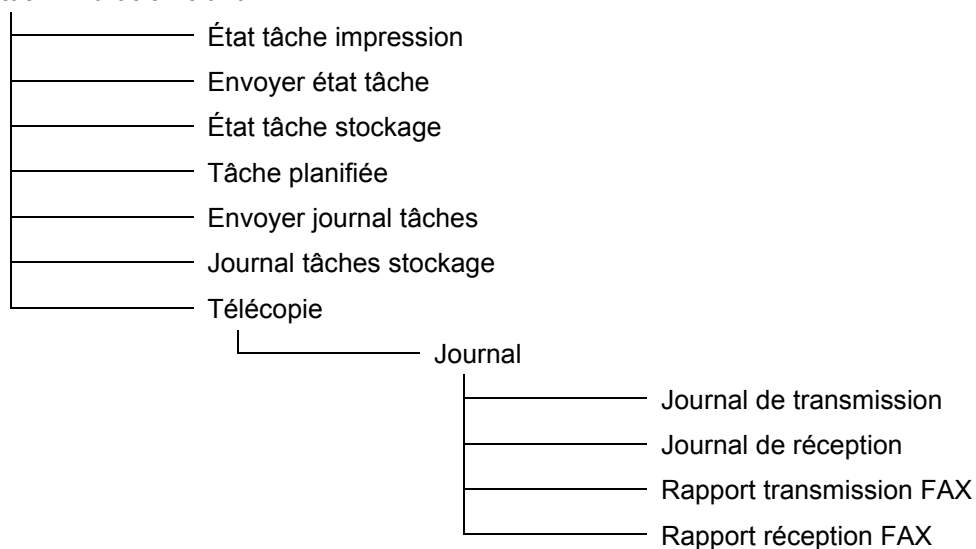 État tâche impression
Envoyer état tâche
État tâche stockage
Tâche planifiée
Envoyer journal tâches
Journal tâches stockage
Télécopie
Journal
Journal de transmission
Journal de réception
Rapport transmission FAX
Rapport réception FAX